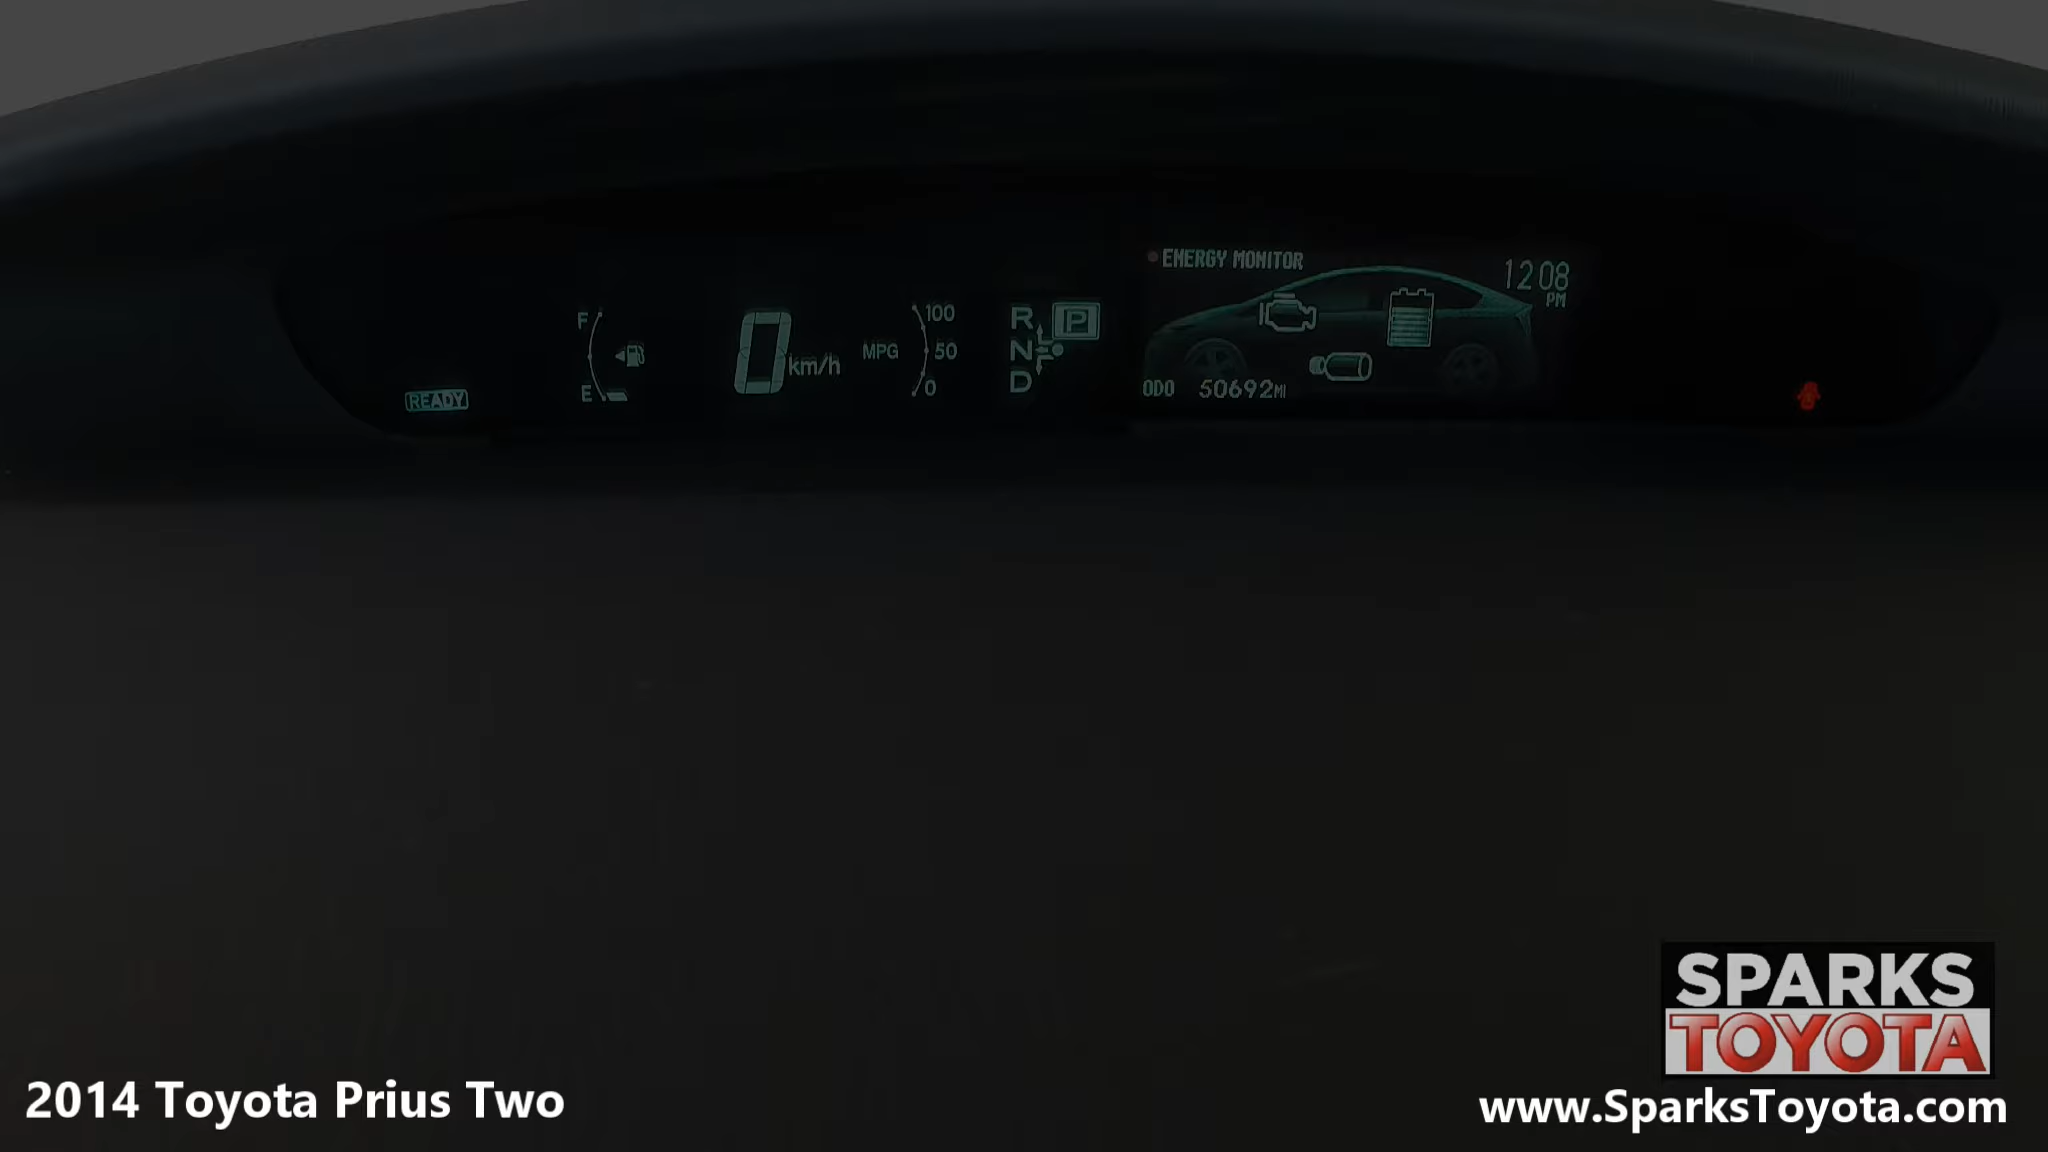 ENERGY MONITOR
12:08
PM
F
E
READY
0 km/h
MPG
100
50
0
R
N
D
P
ODO 50692MI
SPARKS
TOYOTA
2014 Toyota Prius Two
www.SparksToyota.com